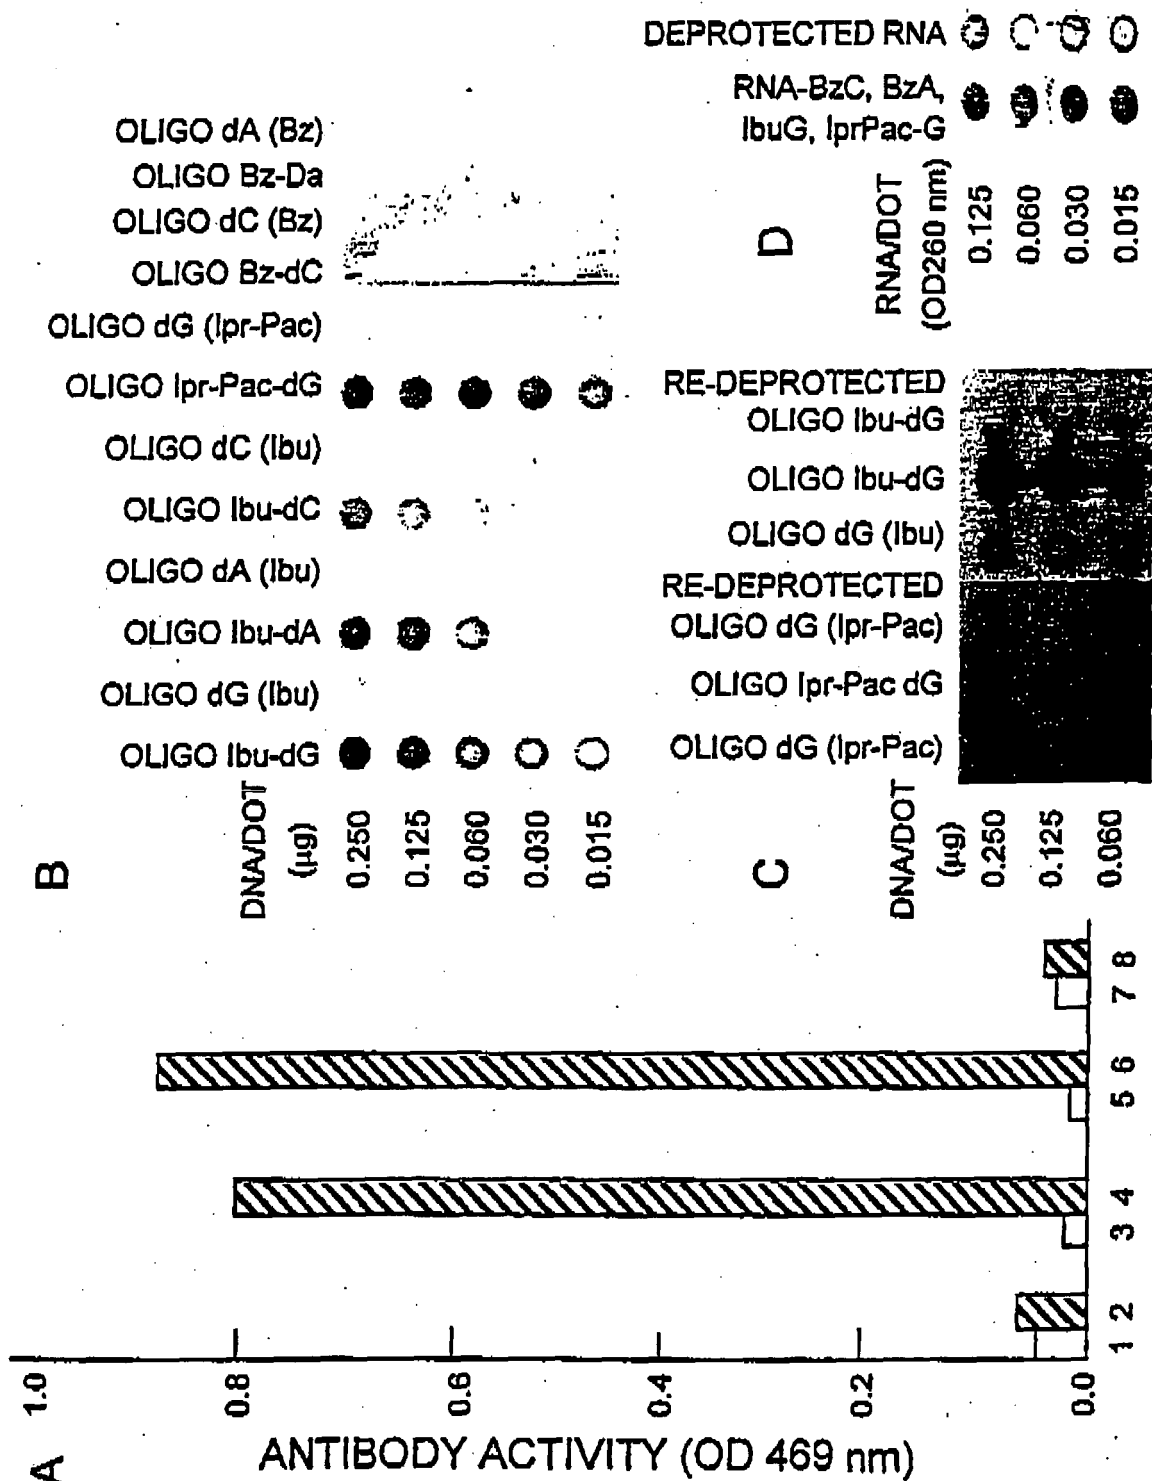 A
ANTIBODY ACTIVITY (OD 469 nm)
1.0
0.8
0.6
0.4
0.2
0.0
1 2 3 4 5 6 7 8
B
DNA/DOT
(µg)
0.250
0.125
0.060
0.030
0.015
OLIGO Ibu-dG
OLIGO dG (Ibu)
OLIGO Ibu-dA
OLIGO dA (Ibu)
OLIGO Ibu-dC
OLIGO dC (Ibu)
OLIGO Ipr-Pac-dG
OLIGO dG (Ipr-Pac)
OLIGO Bz-dC
OLIGO dC (Bz)
OLIGO Bz-Da
OLIGO dA (Bz)
C
DNA/DOT
(µg)
0.250
0.125
0.060
OLIGO dG (Ipr-Pac)
OLIGO Ipr-Pac dG
OLIGO dG (Ipr-Pac)
RE-DEPROTECTED
OLIGO dG (Ibu)
OLIGO Ibu-dG
OLIGO Ibu-dG
RE-DEPROTECTED
D
RNA/DOT
(OD260 nm)
0.125
0.060
0.030
0.015
RNA-BzC, BzA,
IbuG, IprPac-G
DEPROTECTED RNA